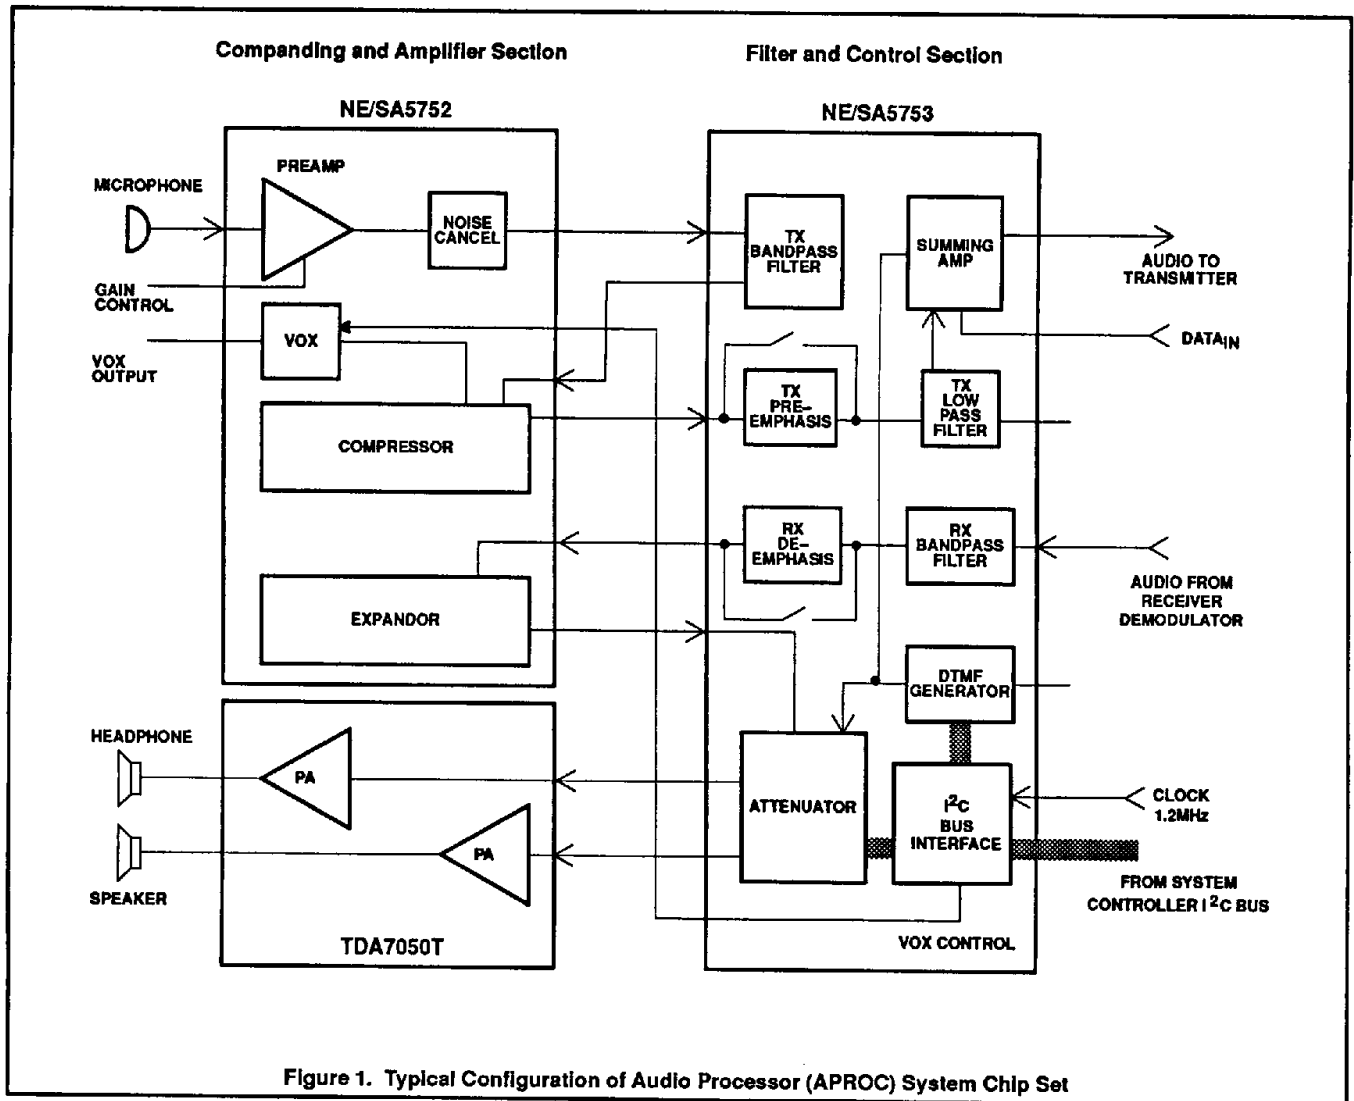 Companding and Amplifier Section
Filter and Control Section
NE/SA5752
NE/SA5753
PREAMP
MICROPHONE
NOISE
CANCEL
GAIN
CONTROL
VOX
VOX
OUTPUT
COMPRESSOR
EXPANDOR
TX
BANDPASS
FILTER
SUMMING
AMP
AUDIO TO
TRANSMITTER
DATAIN
TX
PRE–
EMPHASIS
TX
LOW
PASS
FILTER
RX
DE–
EMPHASIS
RX
BANDPASS
FILTER
AUDIO FROM
RECEIVER
DEMODULATOR
DTMF
GENERATOR
HEADPHONE
PA
PA
SPEAKER
TDA7050T
ATTENUATOR
I²C
BUS
INTERFACE
CLOCK
1.2MHz
FROM SYSTEM
CONTROLLER I²C BUS
VOX CONTROL
Figure 1. Typical Configuration of Audio Processor (APROC) System Chip Set